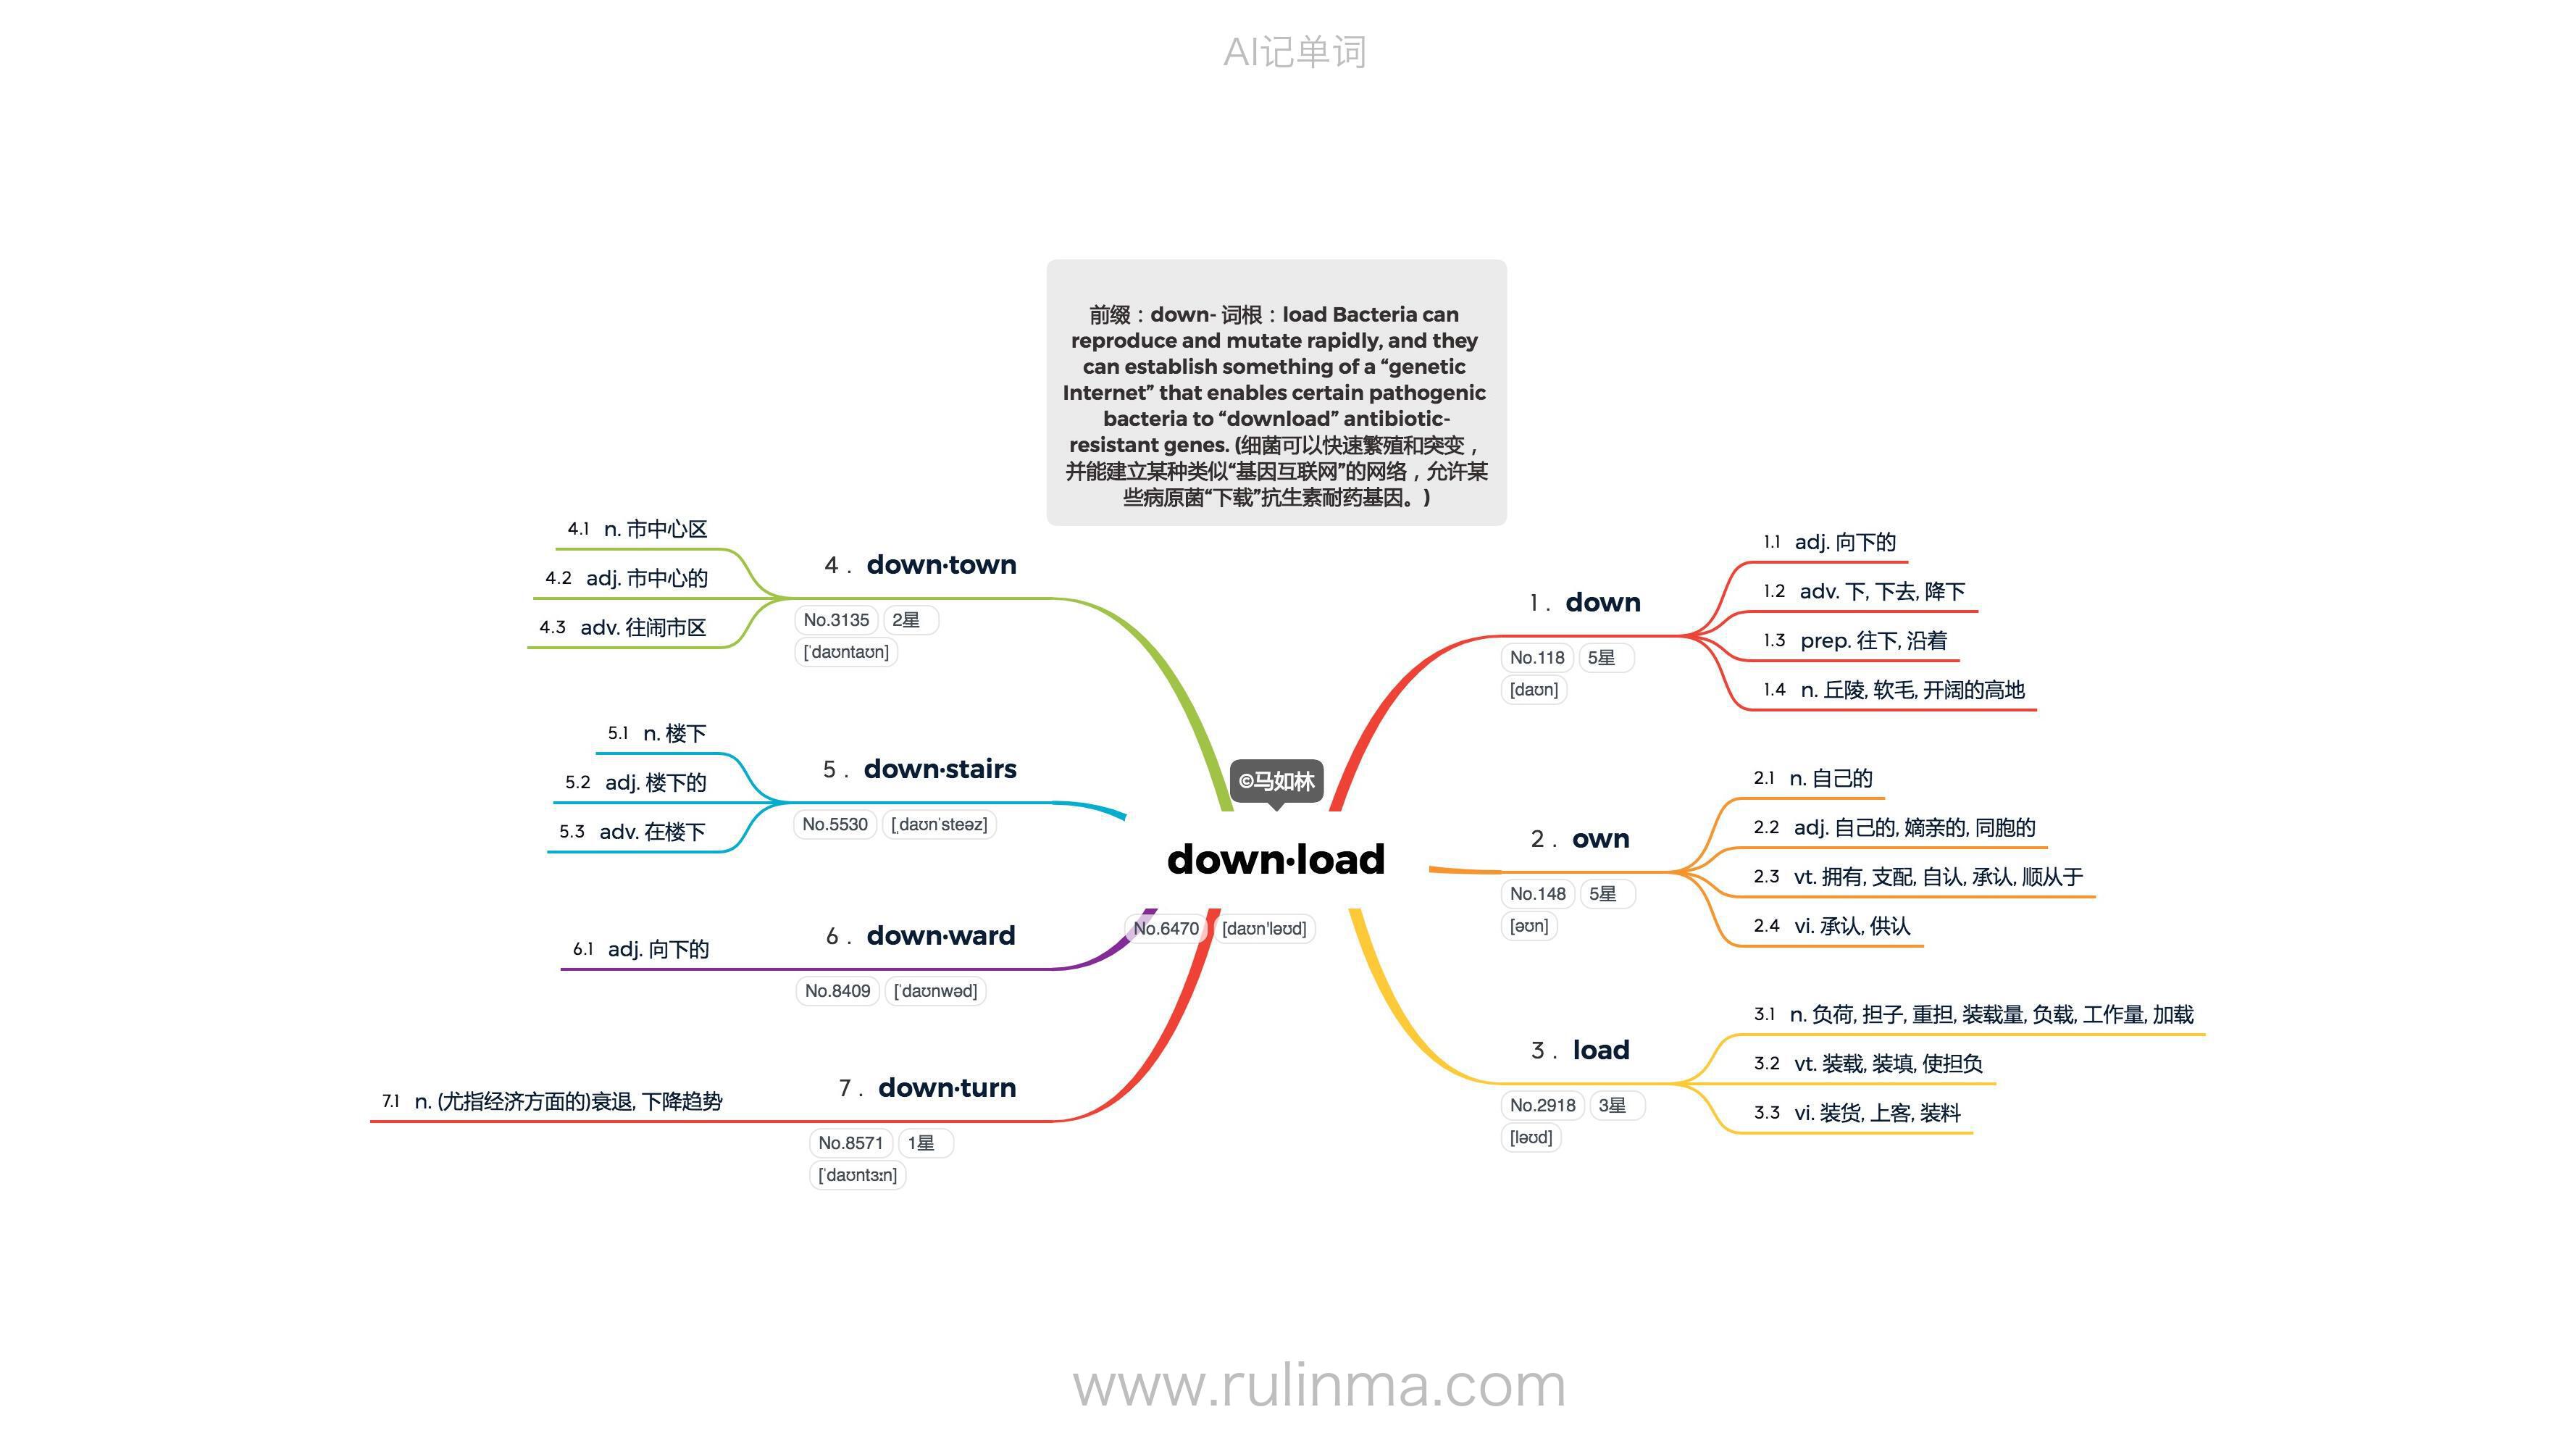 AI记单词
前缀：down- 词根：load Bacteria can
reproduce and mutate rapidly, and they
can establish something of a “genetic
Internet” that enables certain pathogenic
bacteria to “download” antibiotic-
resistant genes. (细菌可以快速繁殖和突变，
并能建立某种类似“基因互联网”的网络，允许某
些病原菌“下载”抗生素耐药基因。)
©马如林
down·load
No.6470 [daʊn'ləʊd]
1. down
No.118 5星
[daʊn]
1.1 adj. 向下的
1.2 adv. 下, 下去, 降下
1.3 prep. 往下, 沿着
1.4 n. 丘陵, 软毛, 开阔的高地
2. own
No.148 5星
[əʊn]
2.1 n. 自己的
2.2 adj. 自己的, 嫡亲的, 同胞的
2.3 vt. 拥有, 支配, 自认, 承认, 顺从于
2.4 vi. 承认, 供认
3. load
No.2918 3星
[ləʊd]
3.1 n. 负荷, 担子, 重担, 装载量, 负载, 工作量, 加载
3.2 vt. 装载, 装填, 使担负
3.3 vi. 装货, 上客, 装料
4. down·town
No.3135 2星
[ˈdaʊntaʊn]
4.1 n. 市中心区
4.2 adj. 市中心的
4.3 adv. 往闹市区
5. down·stairs
No.5530 [ˌdaʊnˈsteəz]
5.1 n. 楼下
5.2 adj. 楼下的
5.3 adv. 在楼下
6. down·ward
No.8409 [ˈdaʊnwəd]
6.1 adj. 向下的
7. down·turn
No.8571 1星
[ˈdaʊntɜːn]
7.1 n. (尤指经济方面的)衰退, 下降趋势
www.rulinma.com